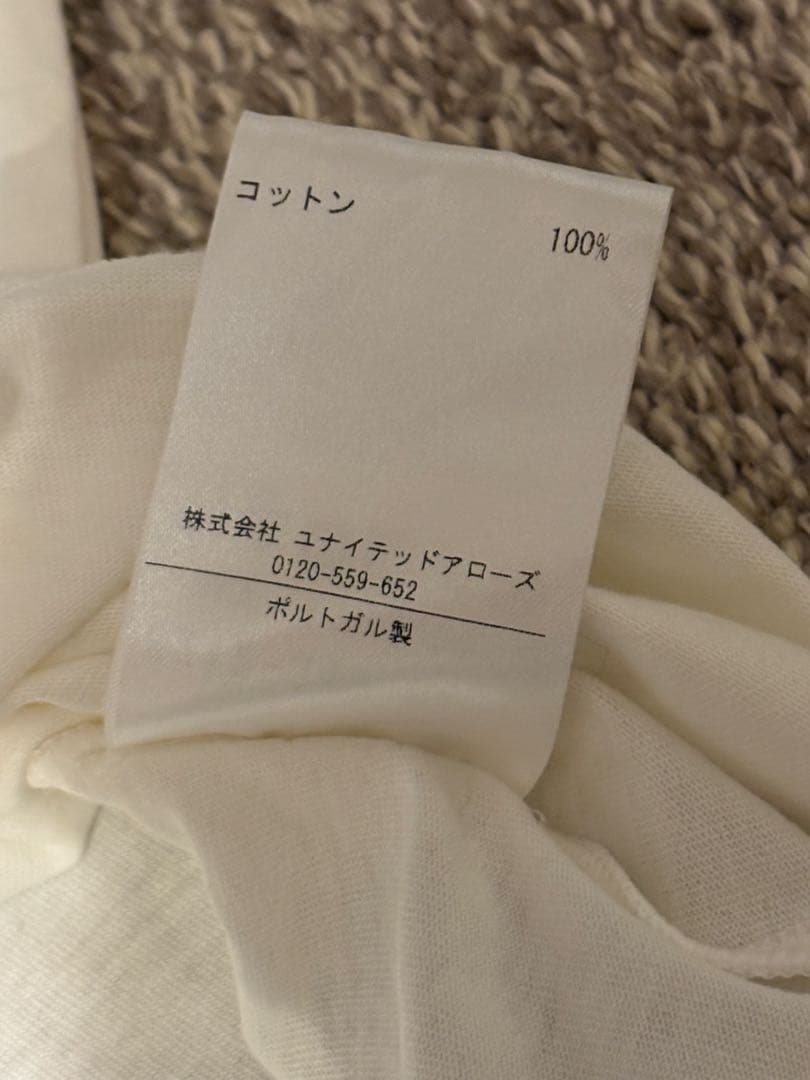 コットン 100%
株式会社 ユナイテッドアローズ
0120-559-652
ポルトガル製